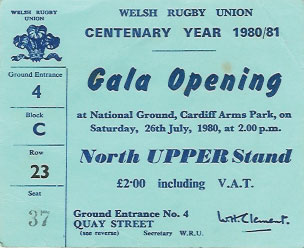 WELSH RUGBY
UNION
Ground Entrance
4
Block
C
Row
23
Seat
37
WELSH RUGBY UNION
CENTENARY YEAR 1980/81
Gala Opening
at National Ground, Cardiff Arms Park, on
Saturday, 26th July, 1980, at 2.00 p.m.
North UPPER Stand
£2·00 including V.A.T.
Ground Entrance No. 4
QUAY STREET
(see reverse) Secretary W.R.U.
W.H.Clement.